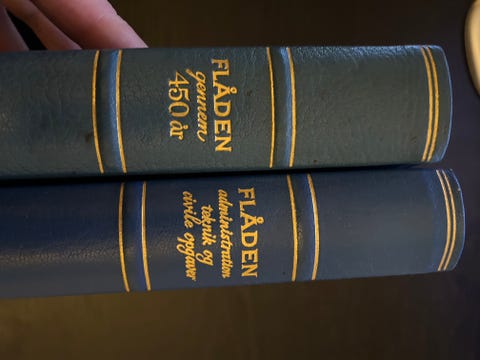 FLÅDEN
gennem
450 år
FLÅDEN
administration
teknik og
civile opgaver